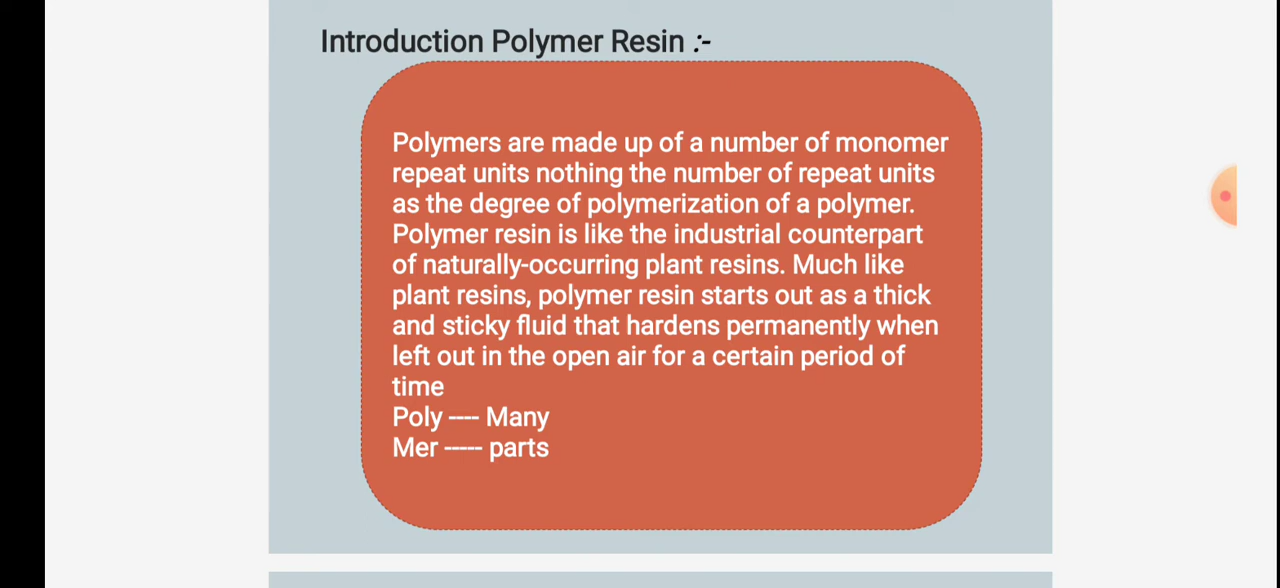 Introduction Polymer Resin :-
Polymers are made up of a number of monomer
repeat units nothing the number of repeat units
as the degree of polymerization of a polymer.
Polymer resin is like the industrial counterpart
of naturally-occurring plant resins. Much like
plant resins, polymer resin starts out as a thick
and sticky fluid that hardens permanently when
left out in the open air for a certain period of
time
Poly ---- Many
Mer ----- parts